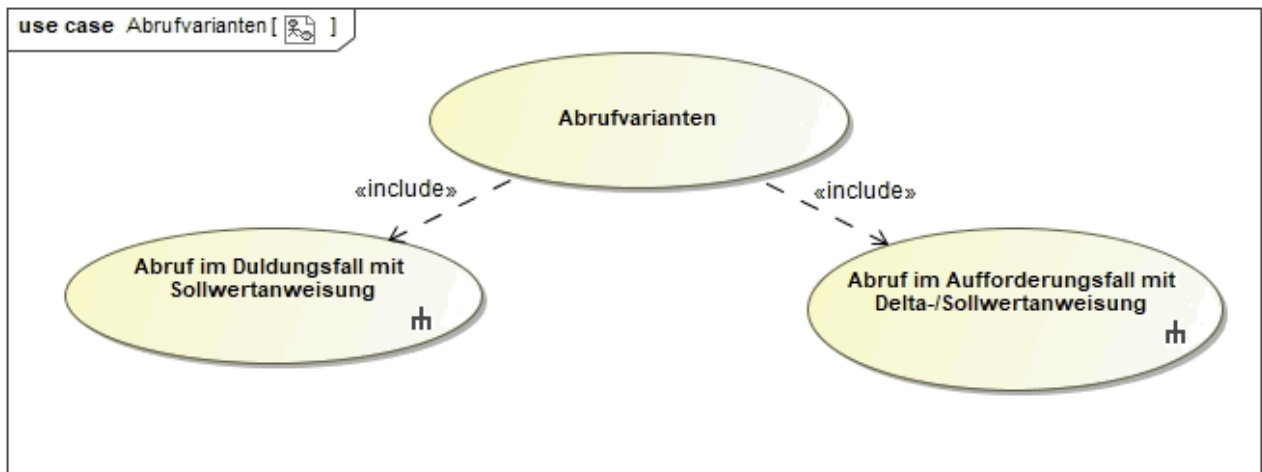 use case Abrufvarianten [ ]
Abrufvarianten
«include»
«include»
Abruf im Duldungsfall mit
Sollwertanweisung
Abruf im Aufforderungsfall mit
Delta-/Sollwertanweisung